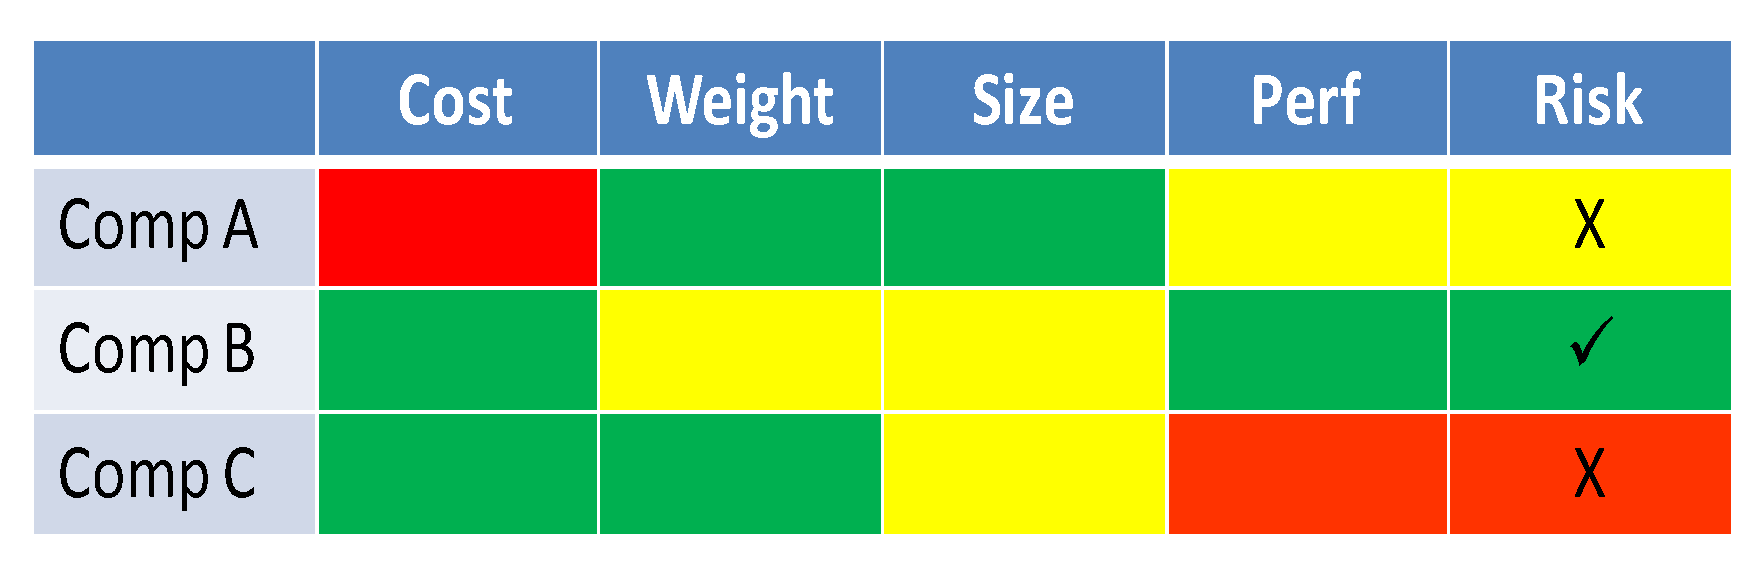 Cost Weight Size Perf Risk
Comp A X
Comp B ✓
Comp C X